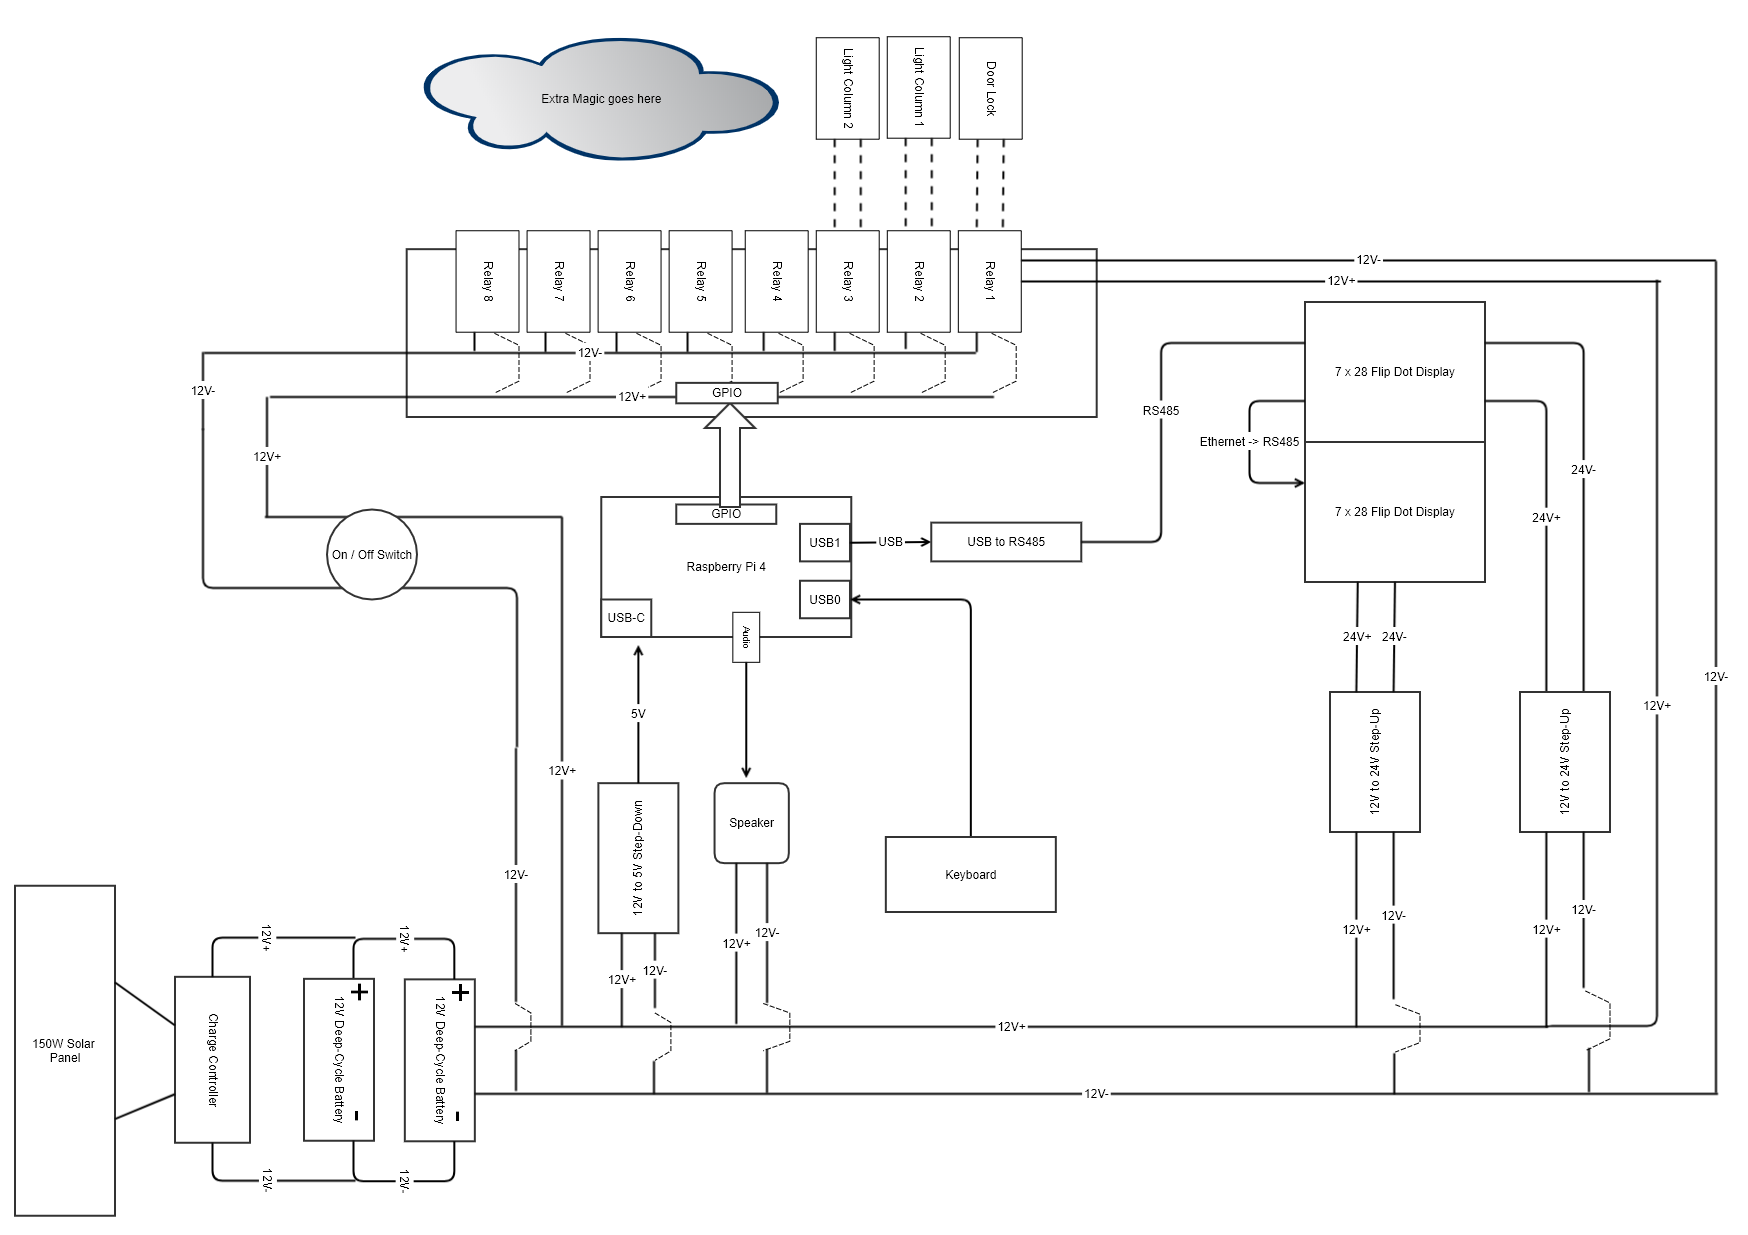 Light Column 2
Light Column 1
Door Lock
Extra Magic goes here
Relay 8
Relay 7
Relay 6
Relay 5
Relay 4
Relay 3
Relay 2
Relay 1
12V-
12V+
12V-
12V-
12V+
GPIO
7 x 28 Flip Dot Display
RS485
Ethernet -> RS485
12V+
24V-
7 x 28 Flip Dot Display
24V+
GPIO
On / Off Switch
USB1
USB
USB to RS485
Raspberry Pi 4
USB0
USB-C
Audio
24V+
24V-
12V-
12V+
5V
12V to 24V Step-Up
12V to 24V Step-Up
12V+
12V to 5V Step-Down
Speaker
12V-
Keyboard
12V+
12V+
12V+
12V-
12V+
12V-
12V+
12V-
12V+
12V-
+
+
150W Solar
Panel
Charge Controller
12V Deep-Cycle Battery
12V Deep-Cycle Battery
12V+
-
-
12V-
12V-
12V-